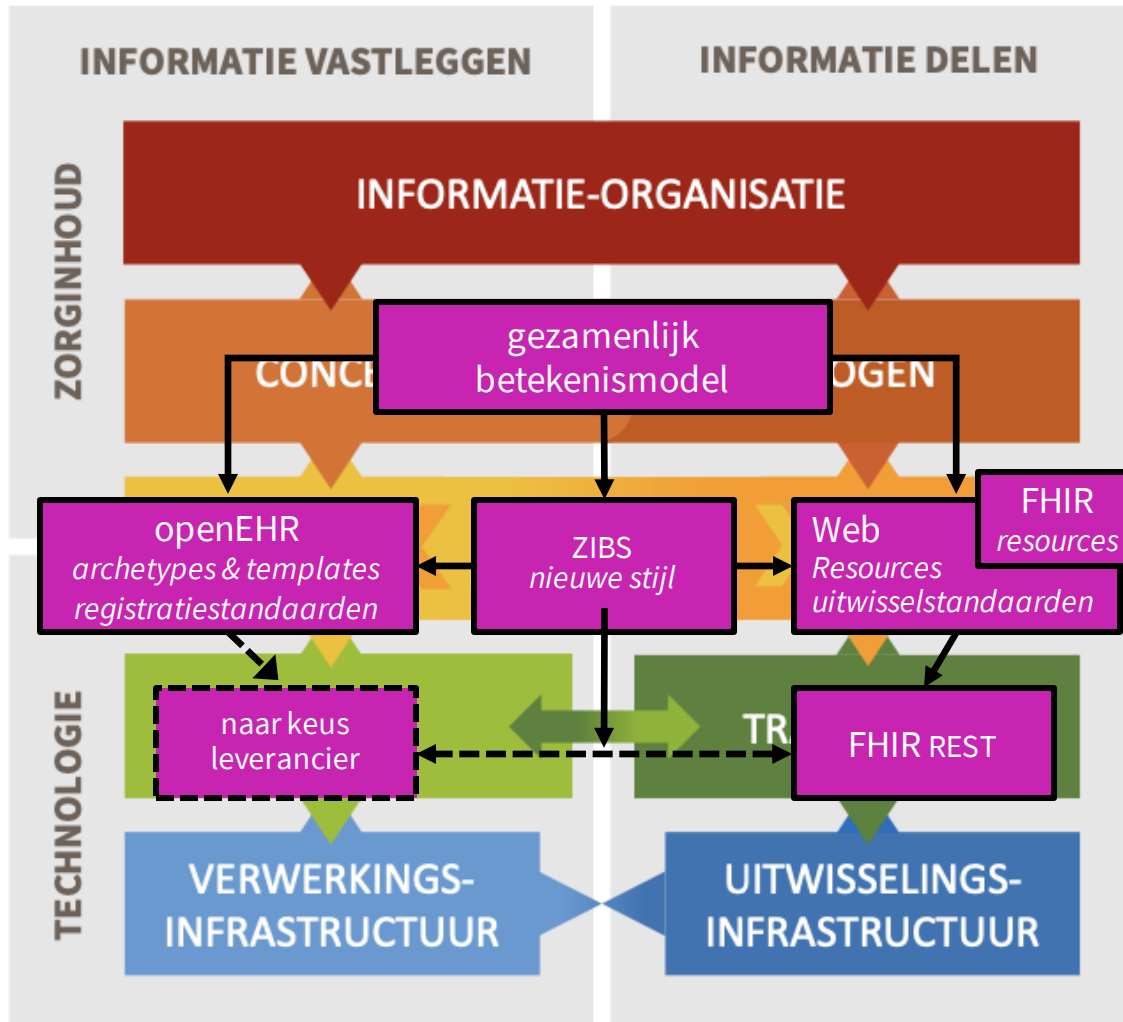 INFORMATIE VASTLEGGEN
INFORMATIE DELEN
ZORGINHOUD
INFORMATIE-ORGANISATIE
gezamenlijk
betekenismodel
CONCE
OGEN
openEHR
archetypes & templates
registratiestandaarden
ZIBS
nieuwe stijl
Web
Resources
uitwisselstandaarden
FHIR
resources
TECHNOLOGIE
naar keus
leverancier
TRA
FHIR REST
VERWERKINGS-
INFRASTRUCTUUR
UITWISSELINGS-
INFRASTRUCTUUR